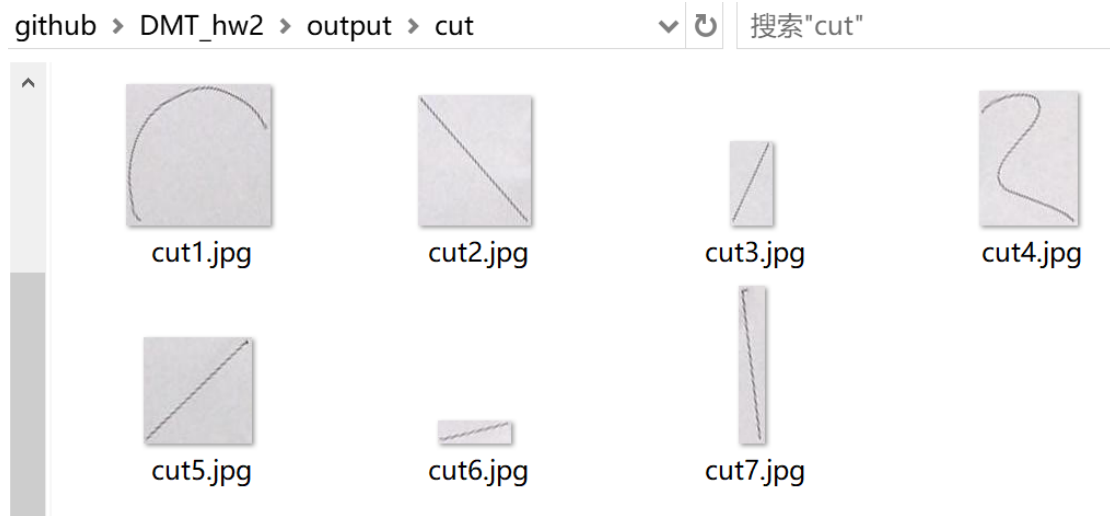 github > DMT_hw2 > output > cut 搜索"cut"
cut1.jpg cut2.jpg cut3.jpg cut4.jpg
cut5.jpg cut6.jpg cut7.jpg